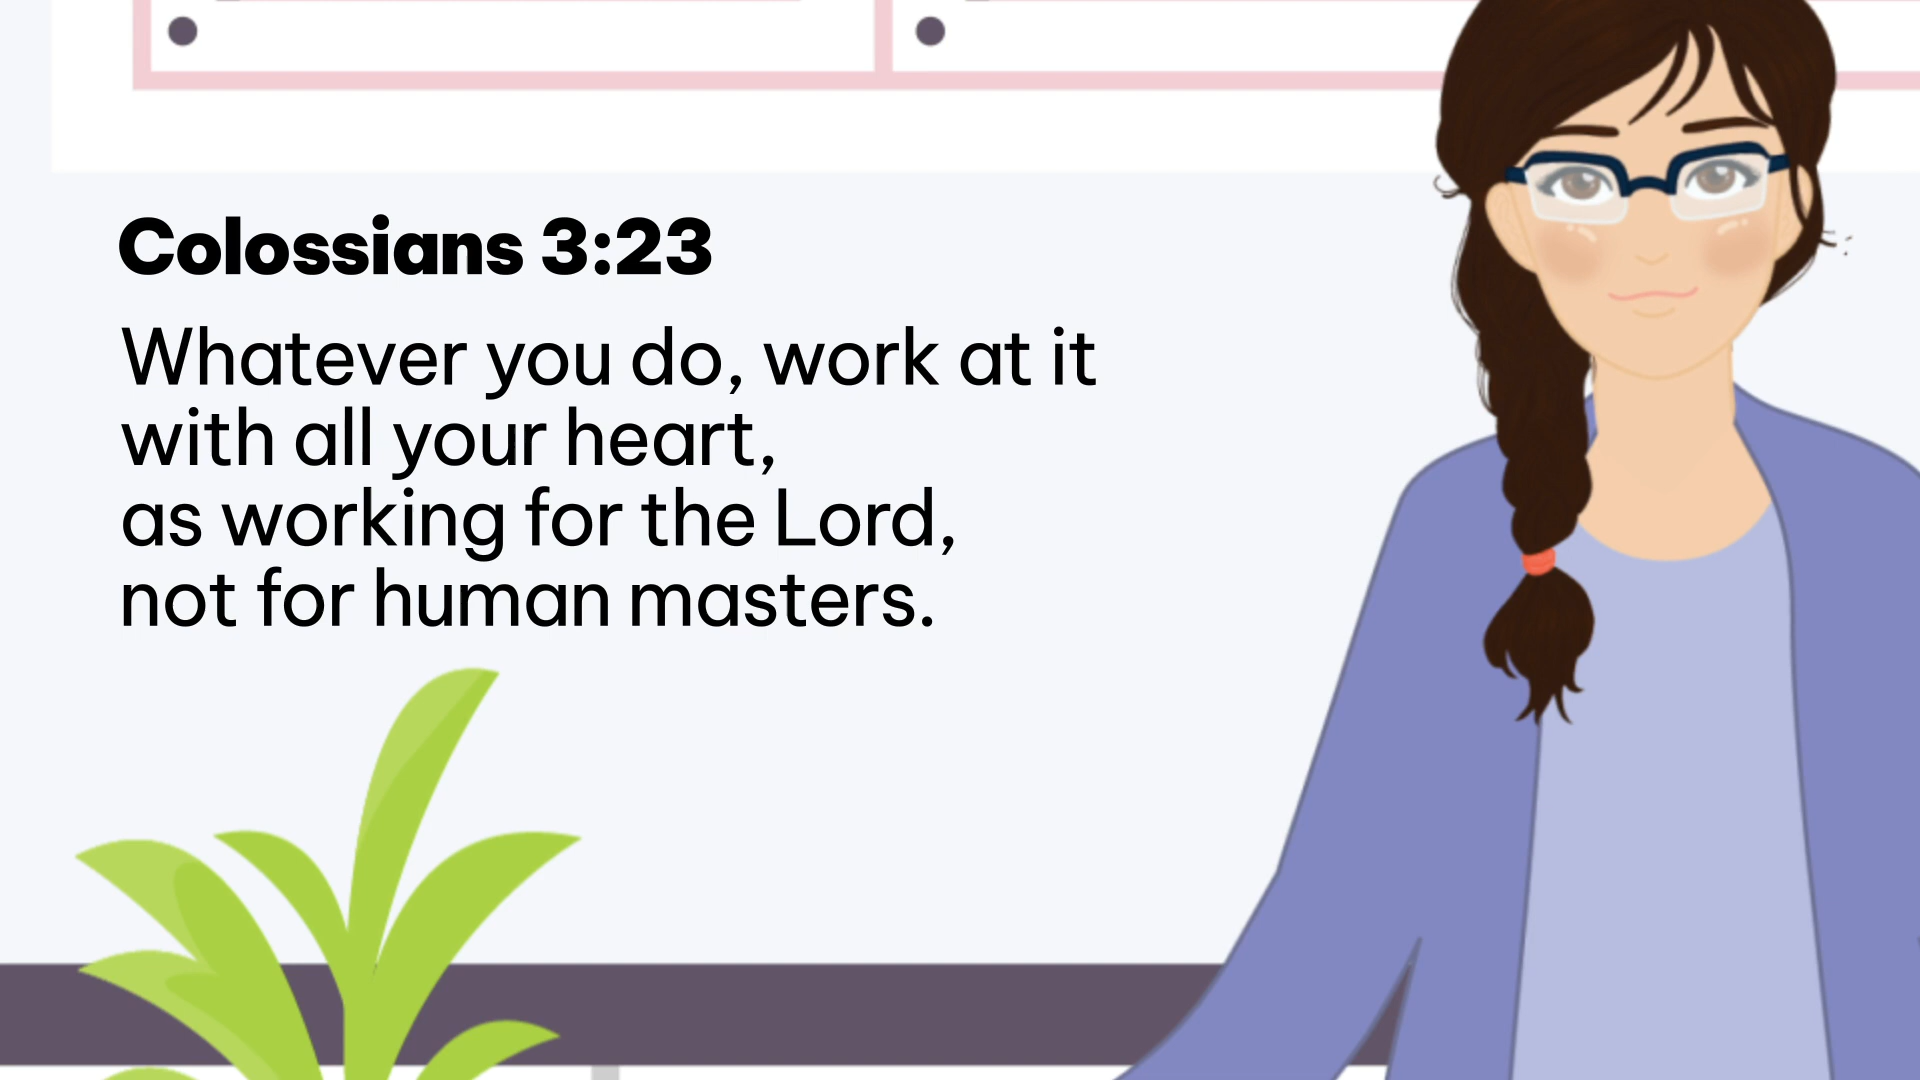 Colossians 3:23
Whatever you do, work at it
with all your heart,
as working for the Lord,
not for human masters.